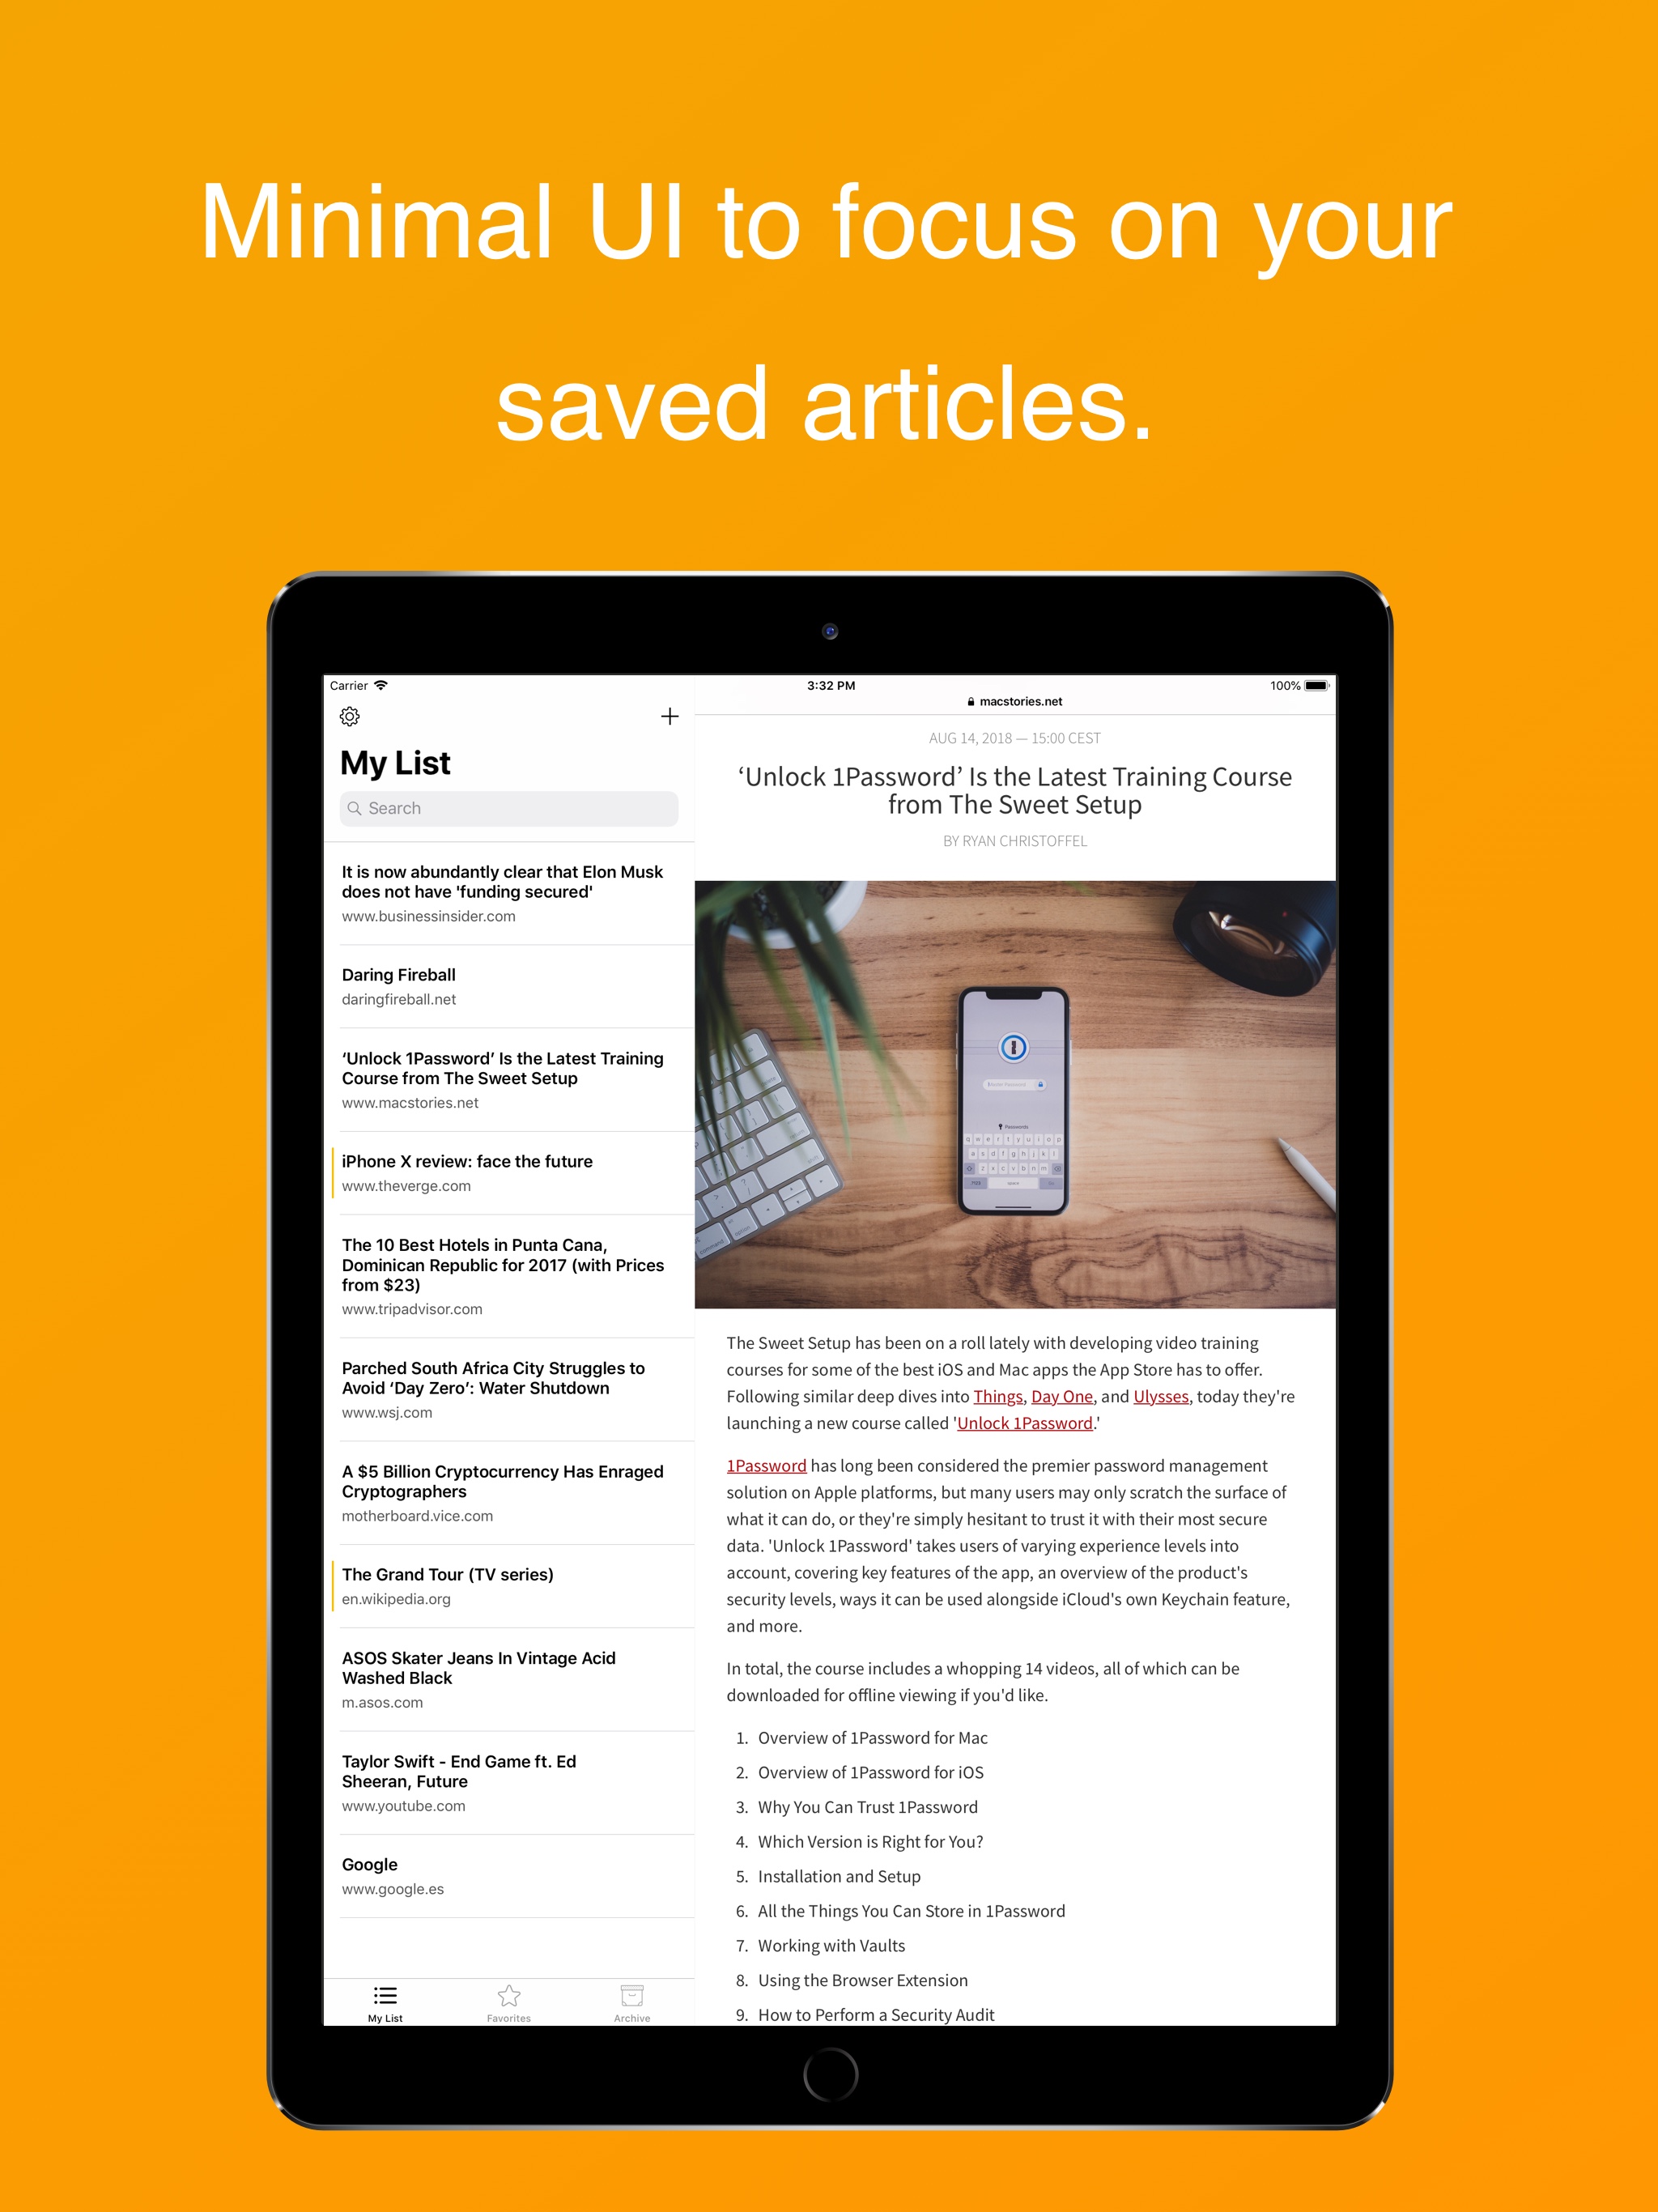 Minimal UI to focus on your
saved articles.
Carrier
3:32 PM
100%
My List
Search
It is now abundantly clear that Elon Musk
does not have 'funding secured'
www.businessinsider.com
Daring Fireball
daringfireball.net
‘Unlock 1Password’ Is the Latest Training
Course from The Sweet Setup
www.macstories.net
iPhone X review: face the future
www.theverge.com
The 10 Best Hotels in Punta Cana,
Dominican Republic for 2017 (with Prices
from $23)
www.tripadvisor.com
Parched South Africa City Struggles to
Avoid ‘Day Zero’: Water Shutdown
www.wsj.com
A $5 Billion Cryptocurrency Has Enraged
Cryptographers
motherboard.vice.com
The Grand Tour (TV series)
en.wikipedia.org
ASOS Skater Jeans In Vintage Acid
Washed Black
m.asos.com
Taylor Swift - End Game ft. Ed
Sheeran, Future
www.youtube.com
Google
www.google.es
My List
Favorites
Archive
macstories.net
AUG 14, 2018 — 15:00 CEST
‘Unlock 1Password’ Is the Latest Training Course
from The Sweet Setup
BY RYAN CHRISTOFFEL
Passwords
q w e r t y u i o p
a s d f g h j k l
z x c v b n m
space
command
option
The Sweet Setup has been on a roll lately with developing video training
courses for some of the best iOS and Mac apps the App Store has to offer.
Following similar deep dives into Things, Day One, and Ulysses, today they're
launching a new course called 'Unlock 1Password.'
1Password has long been considered the premier password management
solution on Apple platforms, but many users may only scratch the surface of
what it can do, or they're simply hesitant to trust it with their most secure
data. 'Unlock 1Password' takes users of varying experience levels into
account, covering key features of the app, an overview of the product's
security levels, ways it can be used alongside iCloud's own Keychain feature,
and more.
In total, the course includes a whopping 14 videos, all of which can be
downloaded for offline viewing if you'd like.
1. Overview of 1Password for Mac
2. Overview of 1Password for iOS
3. Why You Can Trust 1Password
4. Which Version is Right for You?
5. Installation and Setup
6. All the Things You Can Store in 1Password
7. Working with Vaults
8. Using the Browser Extension
9. How to Perform a Security Audit